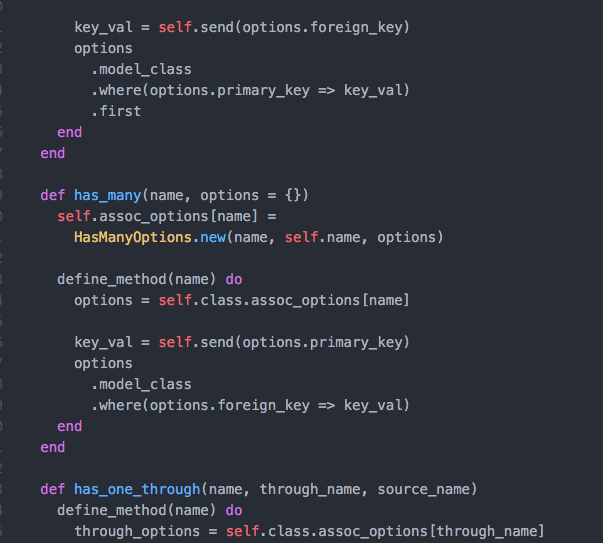 key_val = self.send(options.foreign_key)
options
.model_class
.where(options.primary_key => key_val)
.first
end
end
def has_many(name, options = {})
self.assoc_options[name] =
HasManyOptions.new(name, self.name, options)
define_method(name) do
options = self.class.assoc_options[name]
key_val = self.send(options.primary_key)
options
.model_class
.where(options.foreign_key => key_val)
end
end
def has_one_through(name, through_name, source_name)
define_method(name) do
through_options = self.class.assoc_options[through_name]